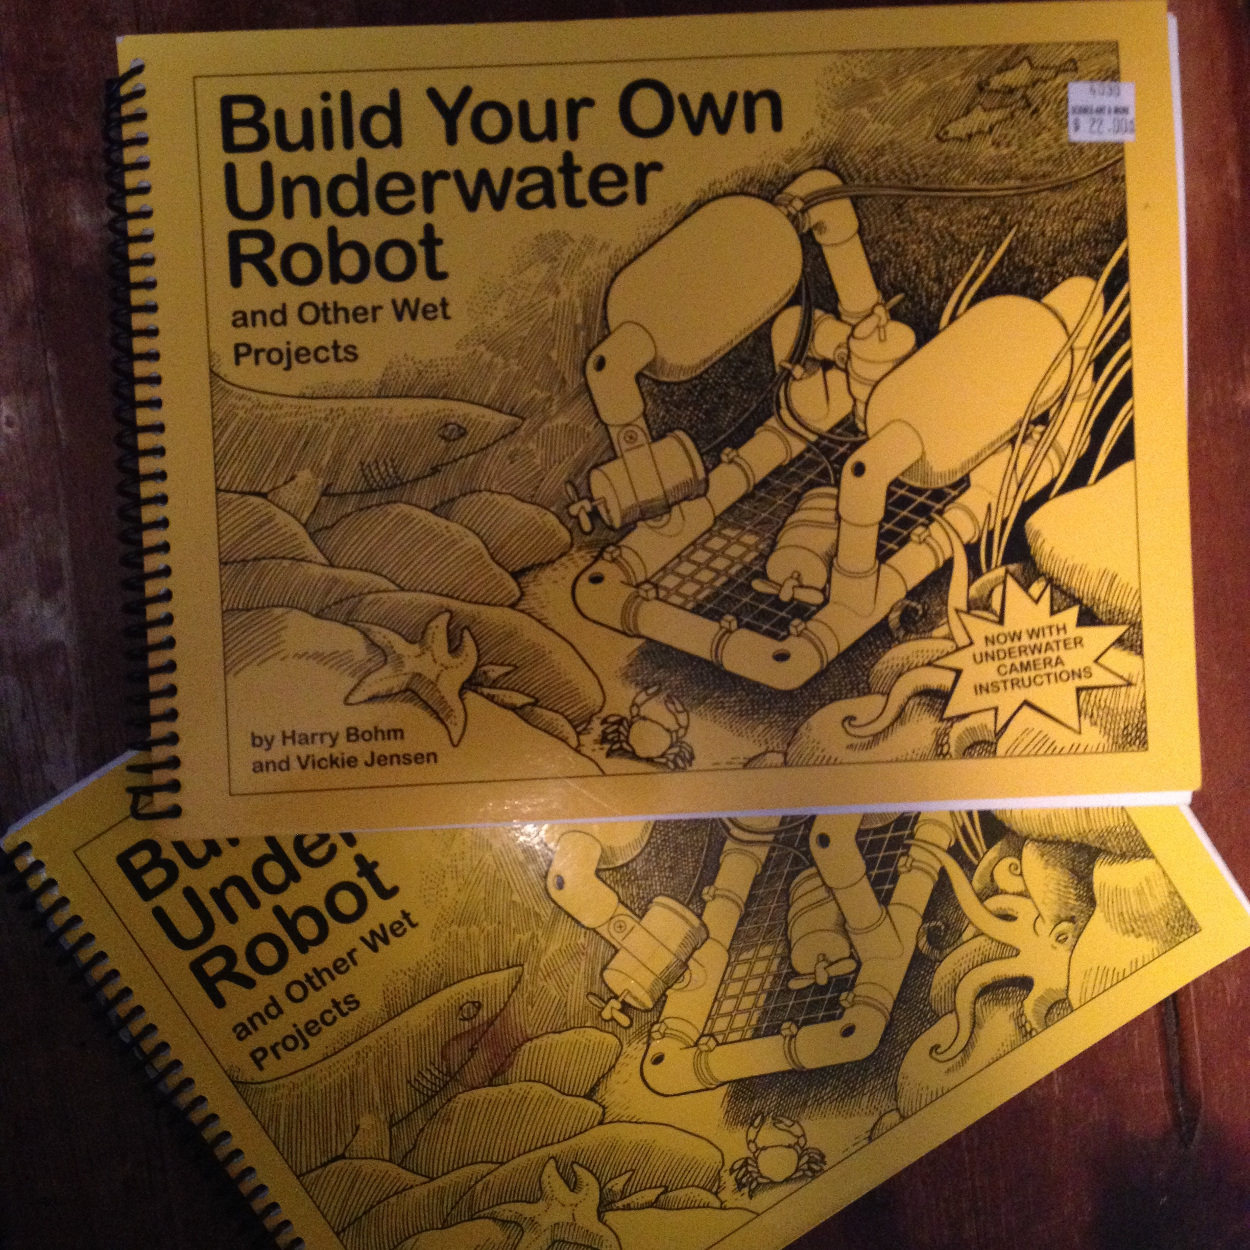 Build Your Own
Underwater
Robot
and Other Wet
Projects
$ 22.00
NOW WITH
UNDERWATER
CAMERA
INSTRUCTIONS
by Harry Bohm
and Vickie Jensen
Robot
and Other Wet
Projects